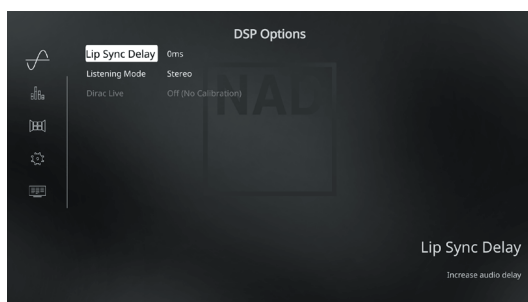 DSP Options
Lip Sync Delay 0ms
Listening Mode Stereo
Dirac Live Off (No Calibration)
NAD
Lip Sync Delay
Increase audio delay